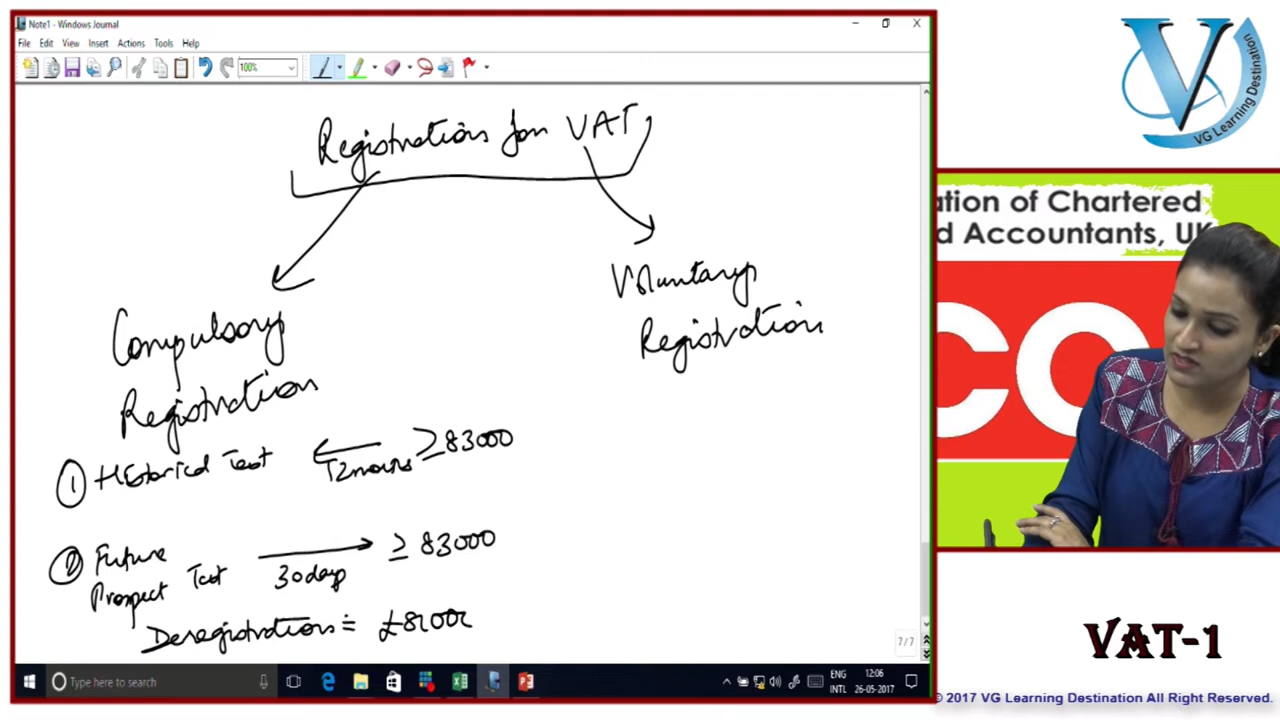 Note1 - Windows Journal
File Edit View Insert Actions Tools Help
100%
Registration for VAT
Compulsory
Registration
Voluntary
Registration
① Historical Test 12 months ≥ 83000
② Future
Prospect Test 30 days ≥ 83000
Deregistration = £81000
7/7
Type here to search
ENG
INTL
12:06
26-05-2017
V
VG Learning Destination
ation of Chartered
d Accountants, UK
CO
VAT-1
© 2017 VG Learning Destination All Right Reserved.